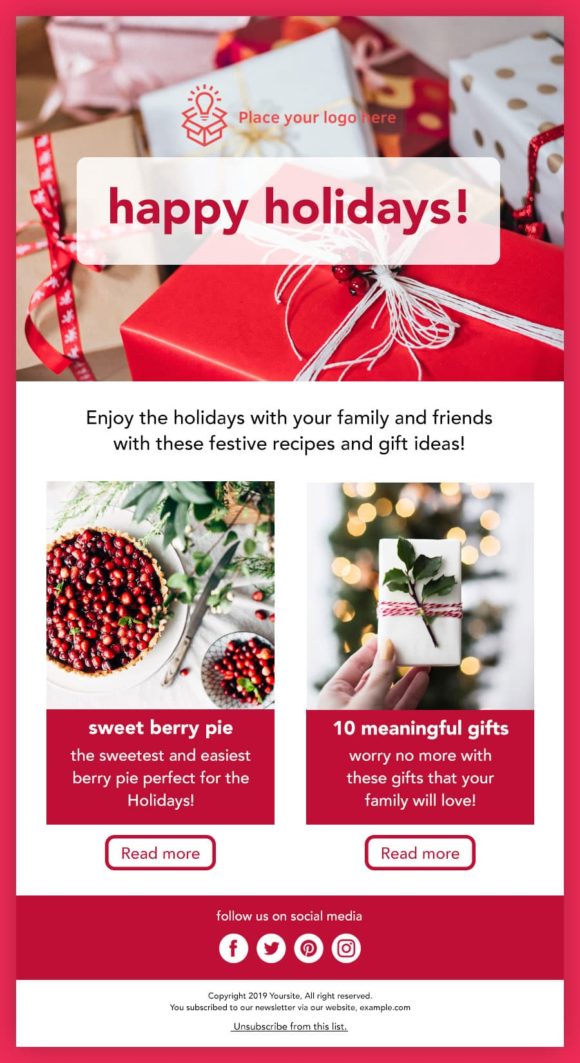 Place your logo here
happy holidays!
Enjoy the holidays with your family and friends
with these festive recipes and gift ideas!
sweet berry pie
the sweetest and easiest
berry pie perfect for the
Holidays!
Read more
10 meaningful gifts
worry no more with
these gifts that your
family will love!
Read more
follow us on social media
Copyright 2019 Yoursite, All right reserved.
You subscribed to our newsletter via our website, example.com
Unsubscribe from this list.